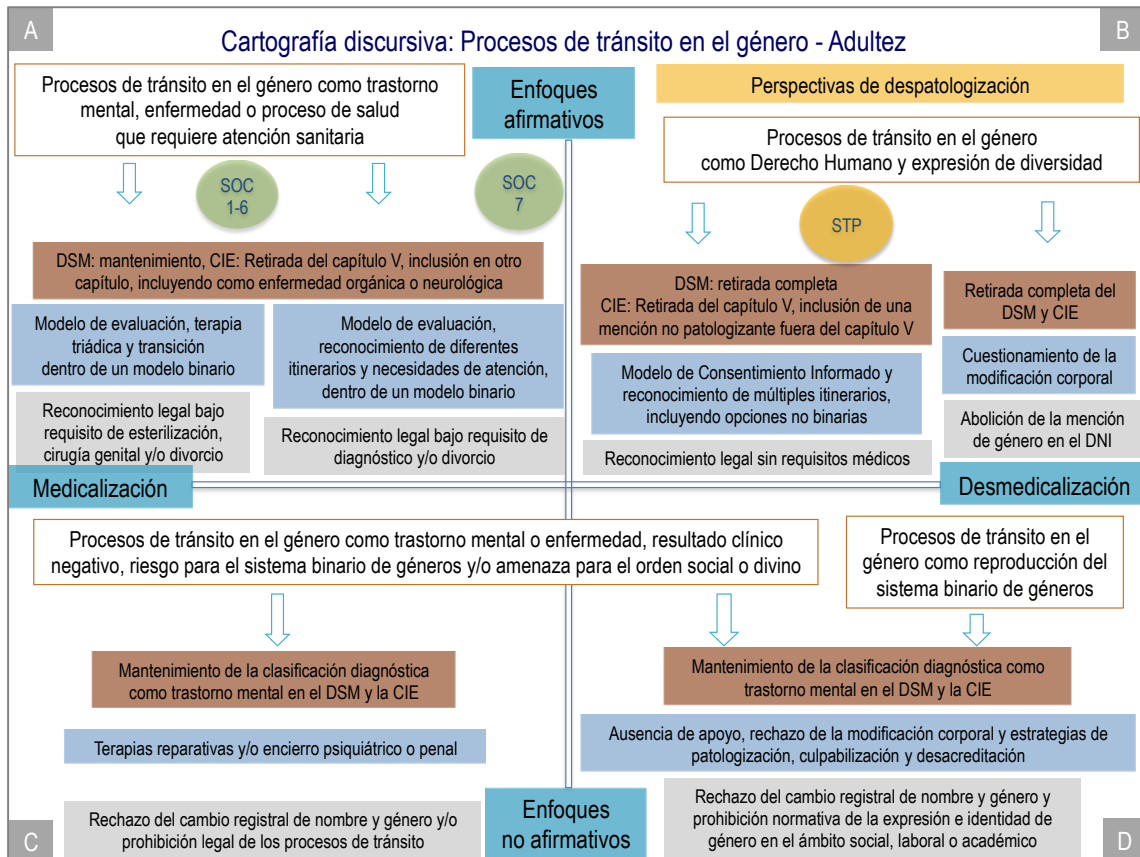 A
B
Cartografía discursiva: Procesos de tránsito en el género - Adultez
Procesos de tránsito en el género como trastorno
mental, enfermedad o proceso de salud
que requiere atención sanitaria
Enfoques
afirmativos
Perspectivas de despatologización
Procesos de tránsito en el género
como Derecho Humano y expresión de diversidad
SOC
1-6
SOC
7
STP
DSM: mantenimiento, CIE: Retirada del capítulo V, inclusión en otro
capítulo, incluyendo como enfermedad orgánica o neurológica
DSM: retirada completa
CIE: Retirada del capítulo V, inclusión de una
mención no patologizante fuera del capítulo V
Retirada completa del
DSM y CIE
Modelo de evaluación, terapia
triádica y transición
dentro de un modelo binario
Modelo de evaluación,
reconocimiento de diferentes
itinerarios y necesidades de atención,
dentro de un modelo binario
Modelo de Consentimiento Informado y
reconocimiento de múltiples itinerarios,
incluyendo opciones no binarias
Cuestionamiento de la
modificación corporal
Reconocimiento legal bajo
requisito de esterilización,
cirugía genital y/o divorcio
Reconocimiento legal bajo requisito de
diagnóstico y/o divorcio
Reconocimiento legal sin requisitos médicos
Abolición de la mención
de género en el DNI
Medicalización
Desmedicalización
Procesos de tránsito en el género como trastorno mental o enfermedad, resultado clínico
negativo, riesgo para el sistema binario de géneros y/o amenaza para el orden social o divino
Procesos de tránsito en el
género como reproducción del
sistema binario de géneros
Mantenimiento de la clasificación diagnóstica
como trastorno mental en el DSM y la CIE
Mantenimiento de la clasificación diagnóstica como
trastorno mental en el DSM y la CIE
Terapias reparativas y/o encierro psiquiátrico o penal
Ausencia de apoyo, rechazo de la modificación corporal y estrategias de
patologización, culpabilización y desacreditación
Rechazo del cambio registral de nombre y género y/o
prohibición legal de los procesos de tránsito
Enfoques
no afirmativos
Rechazo del cambio registral de nombre y género y
prohibición normativa de la expresión e identidad de
género en el ámbito social, laboral o académico
C
D